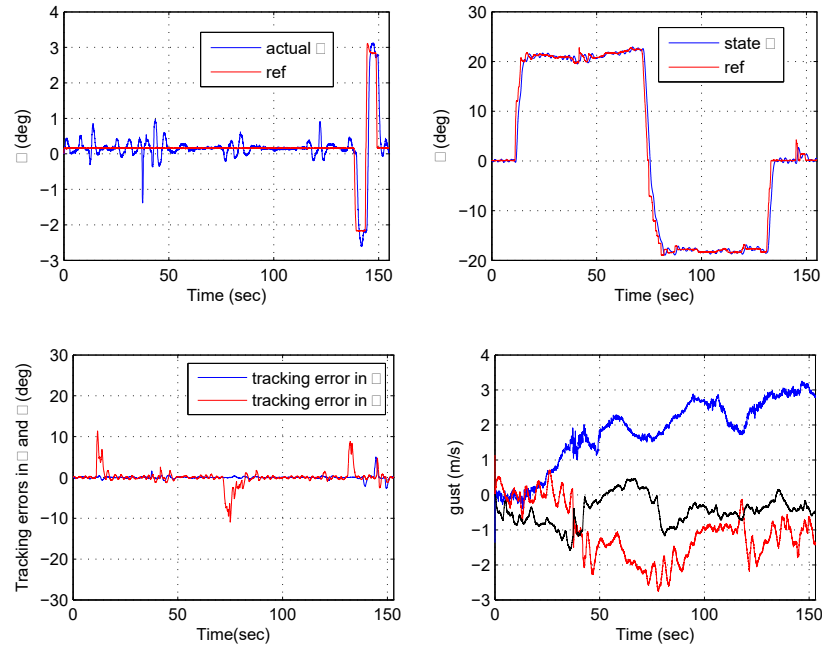 4
3
2
1
0
−1
−2
−3
0 50 100 150
Time (sec)
□ (deg)
actual □
ref
30
20
10
0
−10
−20
0 50 100 150
Time (sec)
□ (deg)
state □
ref
30
20
10
0
−10
−20
−30
0 50 100 150
Time(sec)
Tracking errors in □ and □ (deg)
tracking error in □
tracking error in □
4
3
2
1
0
−1
−2
−3
0 50 100 150
Time (sec)
gust (m/s)